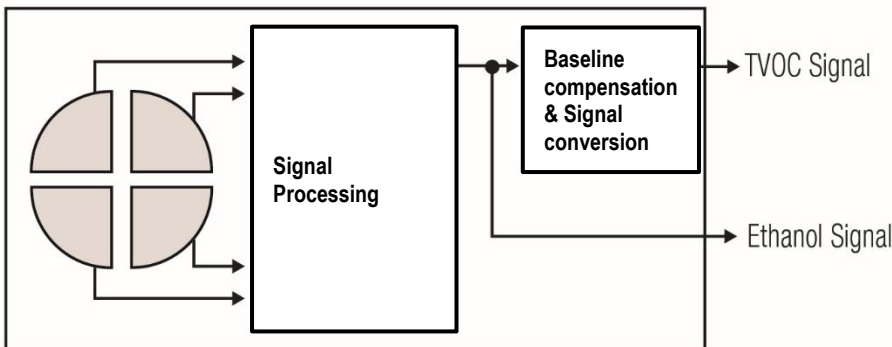 Signal
Processing
Baseline
compensation
& Signal
conversion
TVOC Signal
Ethanol Signal